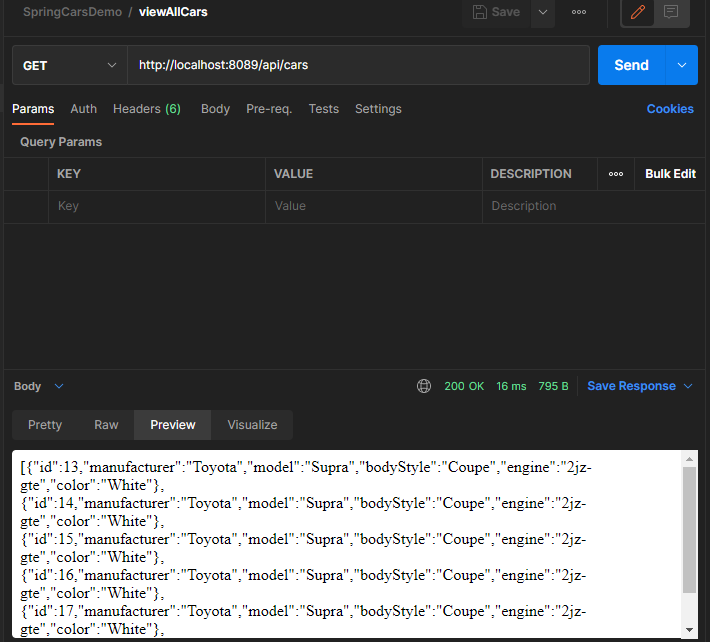 SpringCarsDemo / viewAllCars Save
GET http://localhost:8089/api/cars Send
Params Auth Headers (6) Body Pre-req. Tests Settings Cookies
Query Params
KEY VALUE DESCRIPTION Bulk Edit
Key Value Description
Body 200 OK 16 ms 795 B Save Response
Pretty Raw Preview Visualize
[{"id":13,"manufacturer":"Toyota","model":"Supra","bodyStyle":"Coupe","engine":"2jz-
gte","color":"White"},
{"id":14,"manufacturer":"Toyota","model":"Supra","bodyStyle":"Coupe","engine":"2jz-
gte","color":"White"},
{"id":15,"manufacturer":"Toyota","model":"Supra","bodyStyle":"Coupe","engine":"2jz-
gte","color":"White"},
{"id":16,"manufacturer":"Toyota","model":"Supra","bodyStyle":"Coupe","engine":"2jz-
gte","color":"White"},
{"id":17,"manufacturer":"Toyota","model":"Supra","bodyStyle":"Coupe","engine":"2jz-
gte","color":"White"},